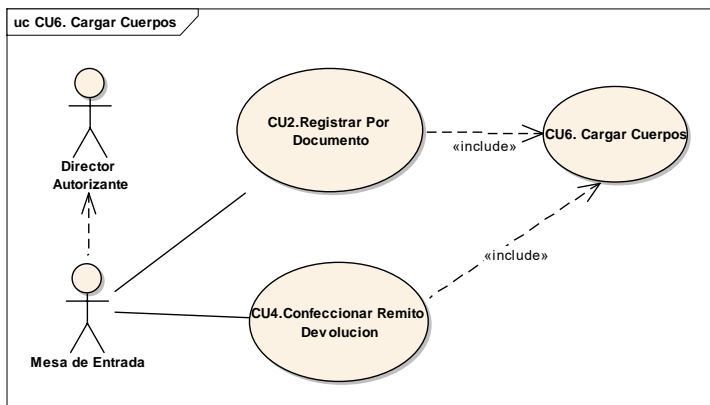 uc CU6. Cargar Cuerpos
CU2.Registrar Por
Documento
CU6. Cargar Cuerpos
«include»
Director
Autorizante
«include»
CU4.Confeccionar Remito
Devolucion
Mesa de Entrada